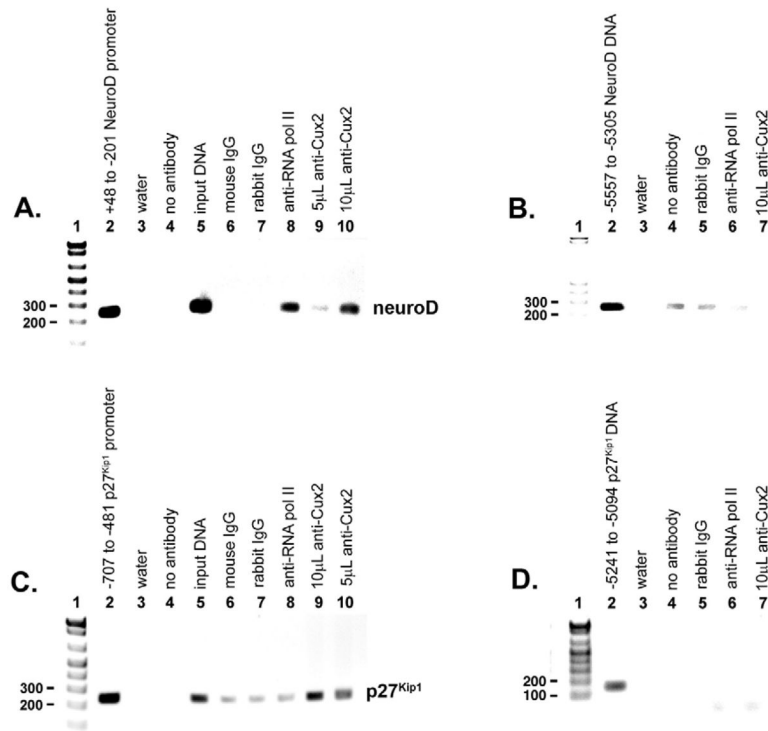 A.
+48 to -201 NeuroD promoter
water
no antibody
input DNA
mouse IgG
rabbit IgG
anti-RNA pol II
5µL anti-Cux2
10µL anti-Cux2
1 2 3 4 5 6 7 8 9 10
300
200
neuroD
B.
-5557 to -5305 NeuroD DNA
water
no antibody
rabbit IgG
anti-RNA pol II
10µL anti-Cux2
1 2 3 4 5 6 7
300
200
C.
-707 to -481 p27Kip1 promoter
water
no antibody
input DNA
mouse IgG
rabbit IgG
anti-RNA pol II
10µL anti-Cux2
5µL anti-Cux2
1 2 3 4 5 6 7 8 9 10
300
200
p27Kip1
D.
-5241 to -5094 p27Kip1 DNA
water
no antibody
rabbit IgG
anti-RNA pol II
10µL anti-Cux2
1 2 3 4 5 6 7
200
100